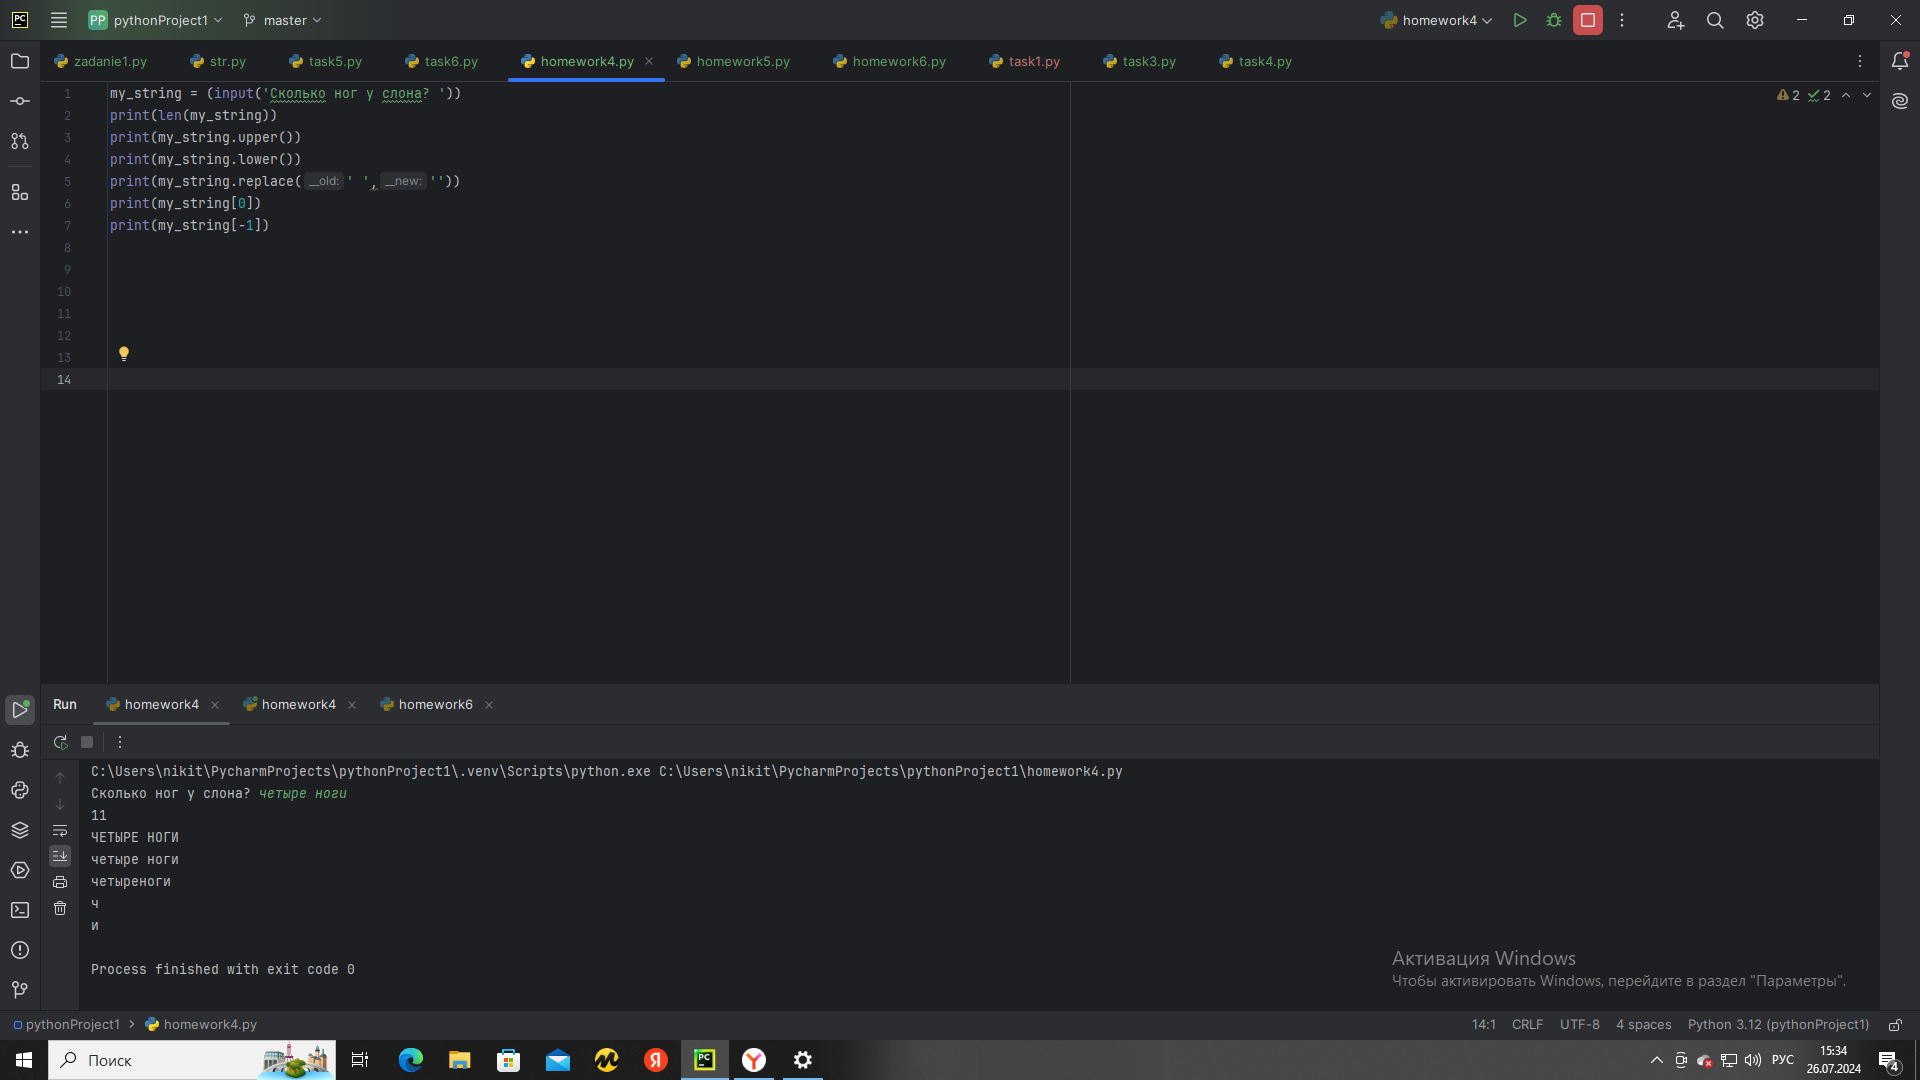 PC PP pythonProject1 master homework4
zadanie1.py str.py task5.py task6.py homework4.py homework5.py homework6.py task1.py task3.py task4.py
1 my_string = (input('Сколько ног у слона? ')) 2 2
2 print(len(my_string))
3 print(my_string.upper())
4 print(my_string.lower())
5 print(my_string.replace( __old: ' ', __new: ''))
6 print(my_string[0])
7 print(my_string[-1])
8
9
10
11
12
13
14
Run homework4 homework4 homework6
C:\Users\nikit\PycharmProjects\pythonProject1\.venv\Scripts\python.exe C:\Users\nikit\PycharmProjects\pythonProject1\homework4.py
Сколько ног у слона? четыре ноги
11
ЧЕТЫРЕ НОГИ
четыре ноги
четыреноги
ч
и
Process finished with exit code 0
Активация Windows
Чтобы активировать Windows, перейдите в раздел "Параметры".
pythonProject1 homework4.py 14:1 CRLF UTF-8 4 spaces Python 3.12 (pythonProject1)
Поиск Я PC Y РУС 15:34
26.07.2024 4